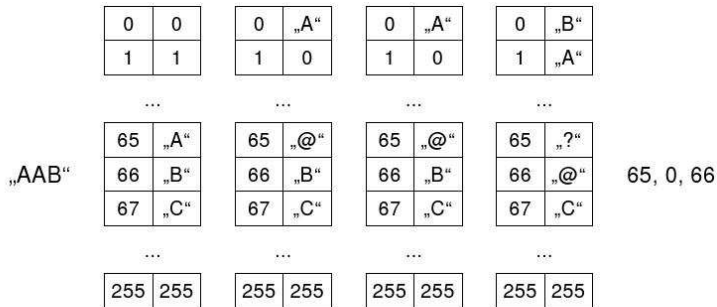 0 0 0 „A“ 0 „A“ 0 „B“
1 1 1 0 1 0 1 „A“
... ... ... ...
65 „A“ 65 „@“ 65 „@“ 65 „?“
„AAB“ 66 „B“ 66 „B“ 66 „B“ 66 „@“ 65, 0, 66
67 „C“ 67 „C“ 67 „C“ 67 „C“
... ... ... ...
255 255 255 255 255 255 255 255